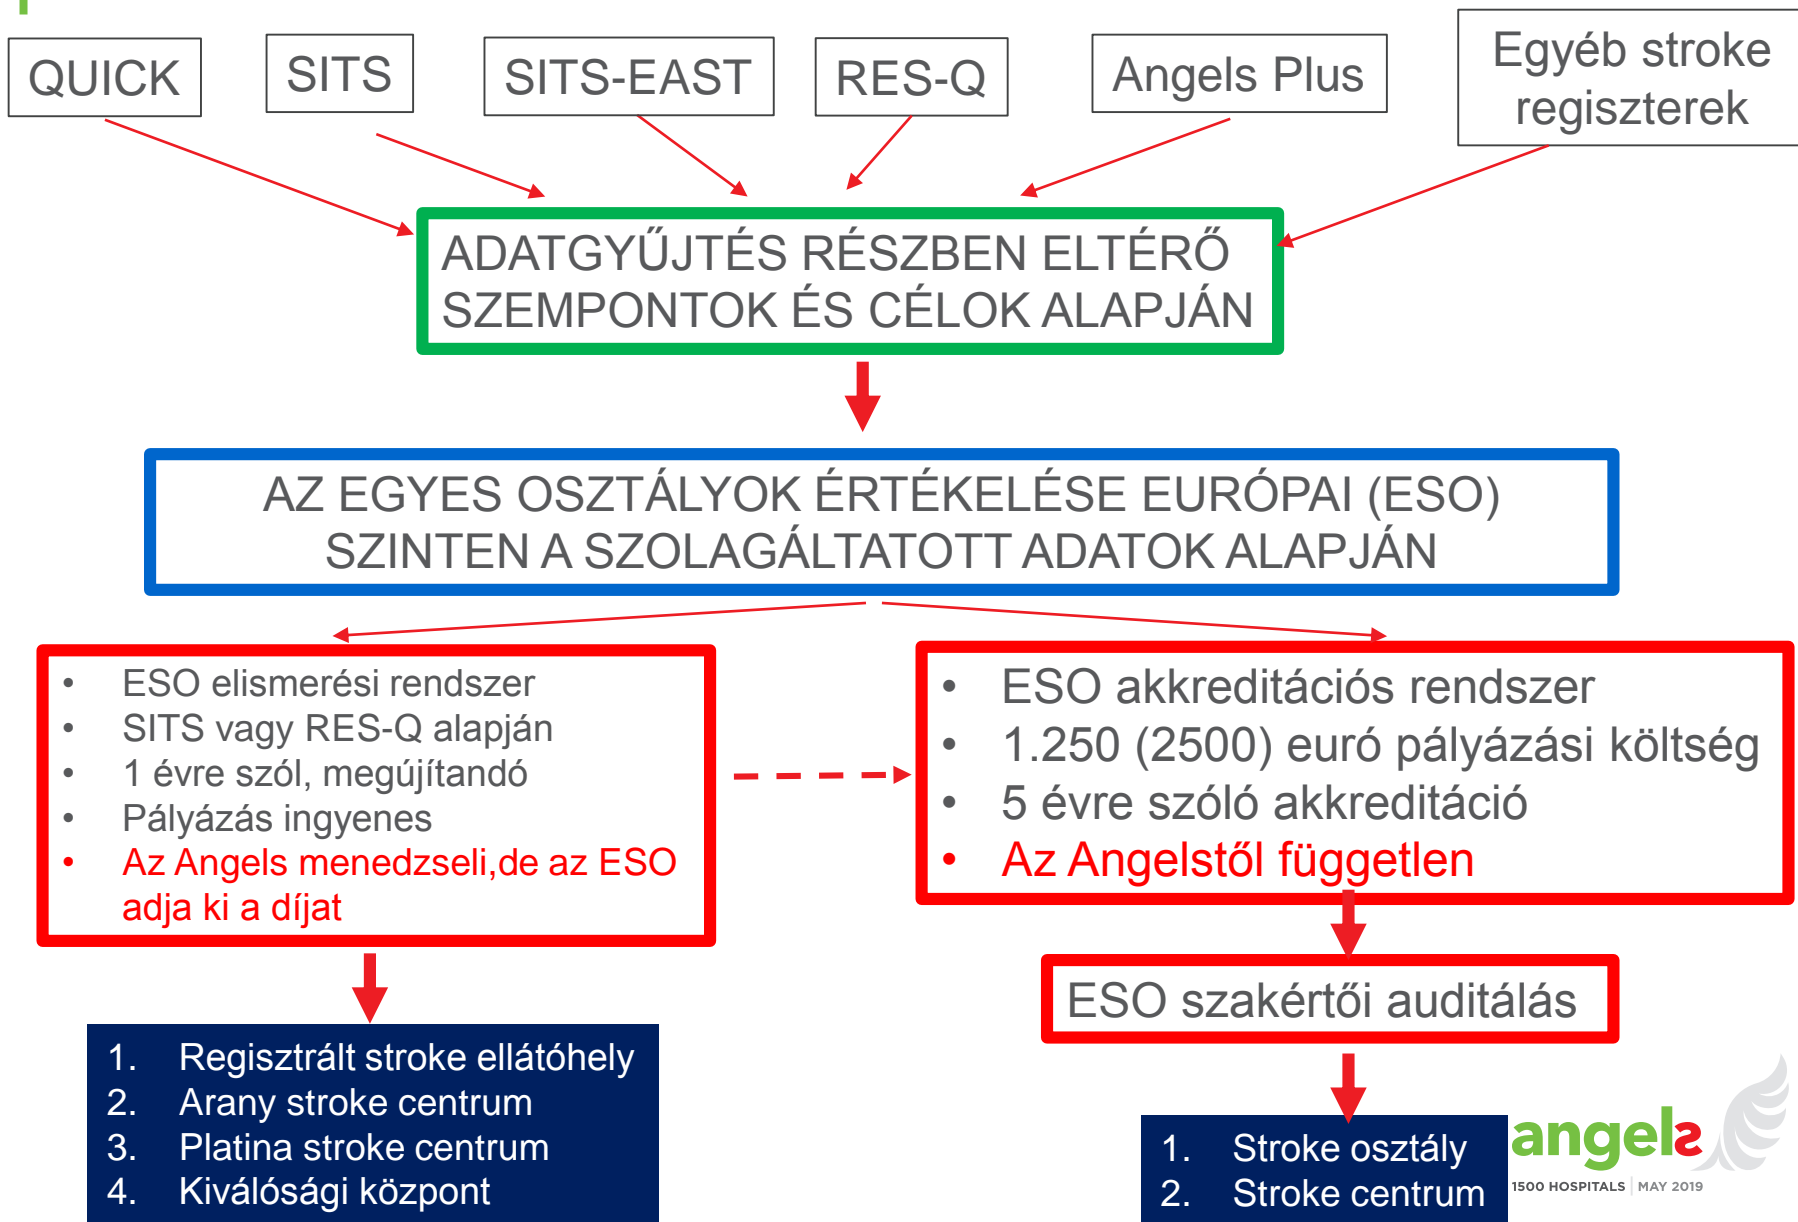 QUICK
SITS
SITS-EAST
RES-Q
Angels Plus
Egyéb stroke
regiszterek
ADATGYŰJTÉS RÉSZBEN ELTÉRŐ
SZEMPONTOK ÉS CÉLOK ALAPJÁN
AZ EGYES OSZTÁLYOK ÉRTÉKELÉSE EURÓPAI (ESO)
SZINTEN A SZOLAGÁLTATOTT ADATOK ALAPJÁN
• ESO elismerési rendszer
• SITS vagy RES-Q alapján
• 1 évre szól, megújítandó
• Pályázás ingyenes
• Az Angels menedzseli,de az ESO
adja ki a díjat
• ESO akkreditációs rendszer
• 1.250 (2500) euró pályázási költség
• 5 évre szóló akkreditáció
• Az Angelstől független
ESO szakértői auditálás
1. Regisztrált stroke ellátóhely
2. Arany stroke centrum
3. Platina stroke centrum
4. Kiválósági központ
1. Stroke osztály
2. Stroke centrum
angels
1500 HOSPITALS | MAY 2019